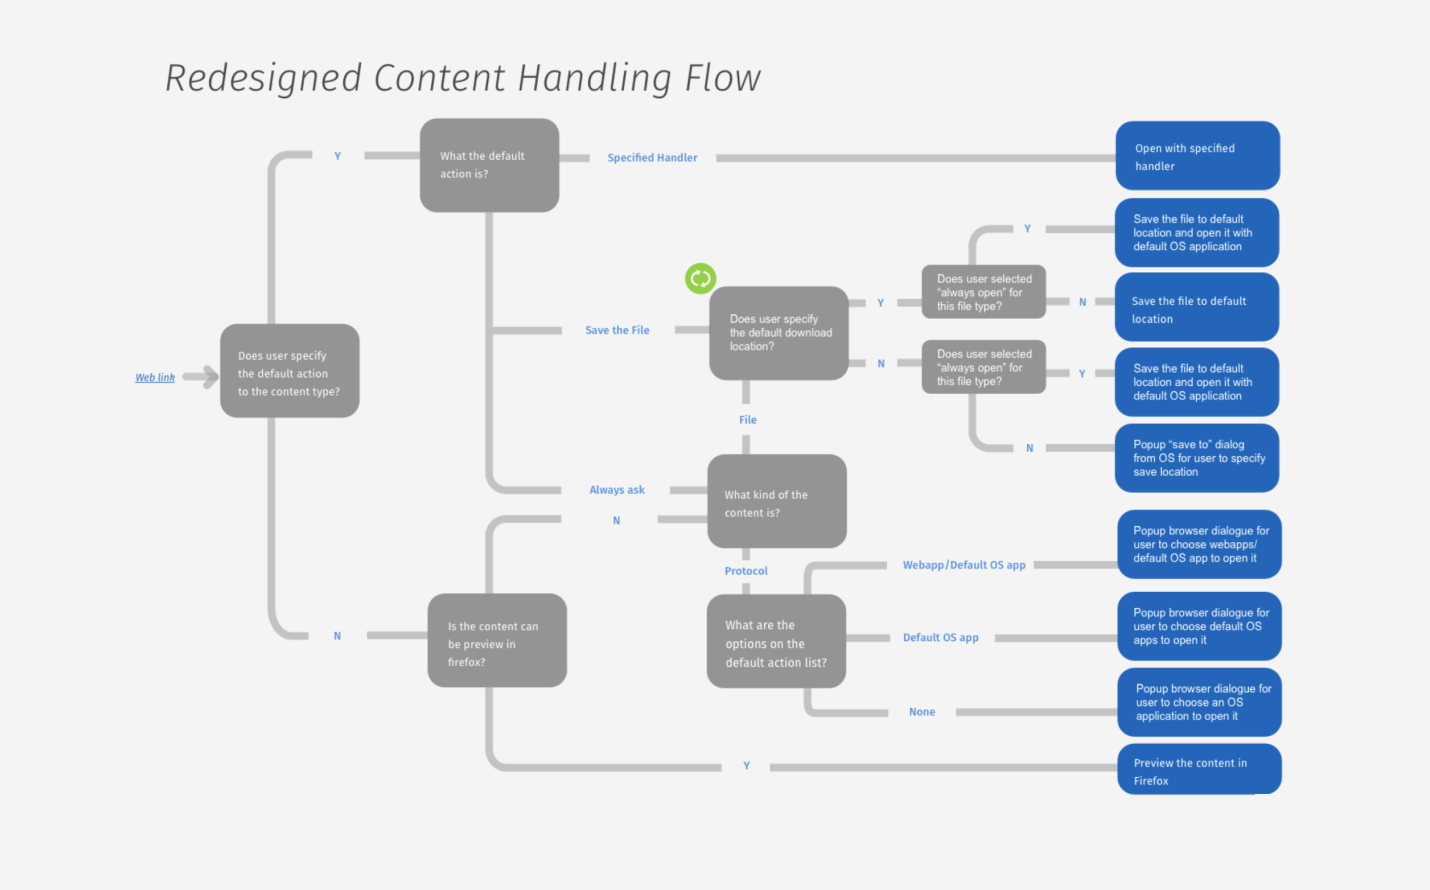 Redesigned Content Handling Flow
Y
What the default
action is?
Specified Handler
Open with specified
handler
Save the file to default
location and open it with
default OS application
Y
Does user selected
“always open” for
this file type?
N
Save the file to default
location
Does user specify
the default download
location?
Y
Save the File
N
Does user selected
“always open” for
this file type?
Y
Save the file to default
location and open it with
default OS application
Web link
Does user specify
the default action
to the content type?
File
N
Popup “save to” dialog
from OS for user to specify
save location
Always ask
N
What kind of the
content is?
Protocol
Webapp/Default OS app
Popup browser dialogue for
user to choose webapps/
default OS app to open it
N
Is the content can
be preview in
firefox?
What are the
options on the
default action list?
Default OS app
Popup browser dialogue for
user to choose default OS
apps to open it
None
Popup browser dialogue for
user to choose an OS
application to open it
Y
Preview the content in
Firefox